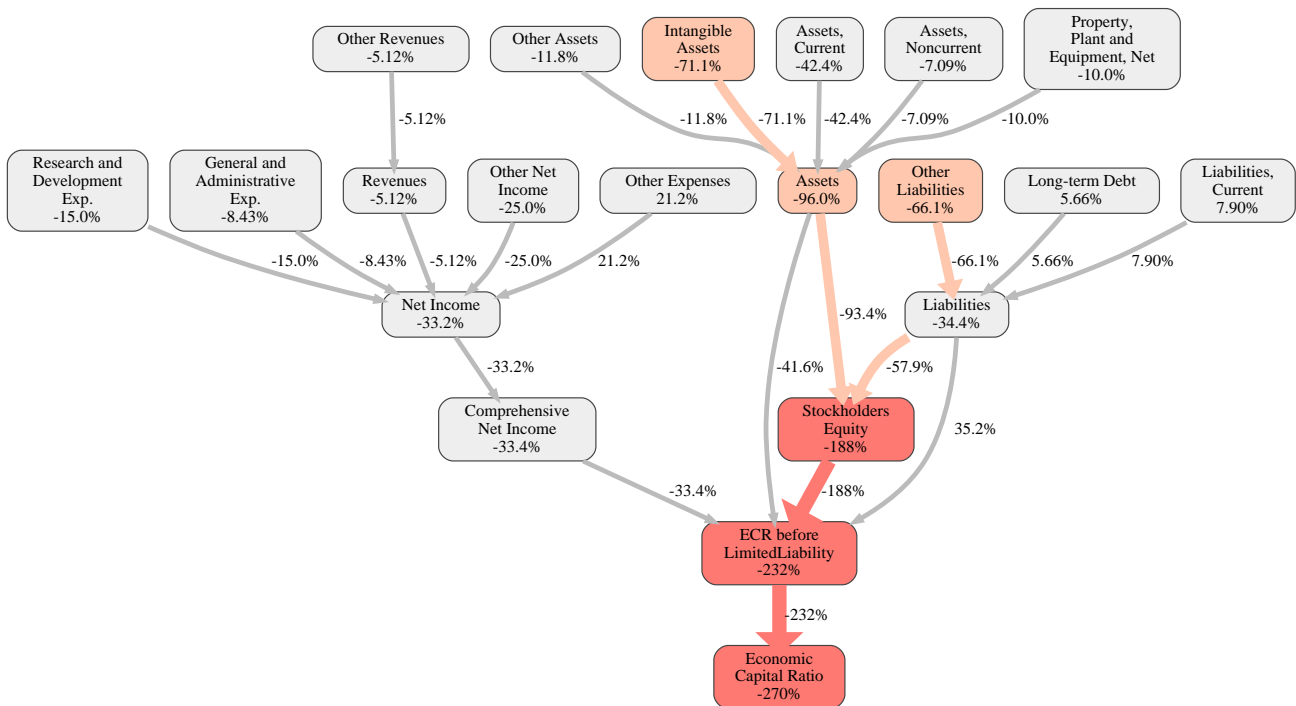 Other Revenues
-5.12%
Other Assets
-11.8%
Intangible
Assets
-71.1%
Assets,
Current
-42.4%
Assets,
Noncurrent
-7.09%
Property,
Plant and
Equipment, Net
-10.0%
-5.12%
-11.8%
-71.1%
-42.4%
-7.09%
-10.0%
Research and
Development
Exp.
-15.0%
General and
Administrative
Exp.
-8.43%
Revenues
-5.12%
Other Net
Income
-25.0%
Other Expenses
21.2%
Assets
-96.0%
Other
Liabilities
-66.1%
Long-term Debt
5.66%
Liabilities,
Current
7.90%
-15.0%
-8.43%
-5.12%
-25.0%
21.2%
-66.1%
5.66%
7.90%
Net Income
-33.2%
-93.4%
Liabilities
-34.4%
-33.2%
-41.6%
-57.9%
Comprehensive
Net Income
-33.4%
Stockholders
Equity
-188%
35.2%
-33.4%
-188%
ECR before
LimitedLiability
-232%
-232%
Economic
Capital Ratio
-270%